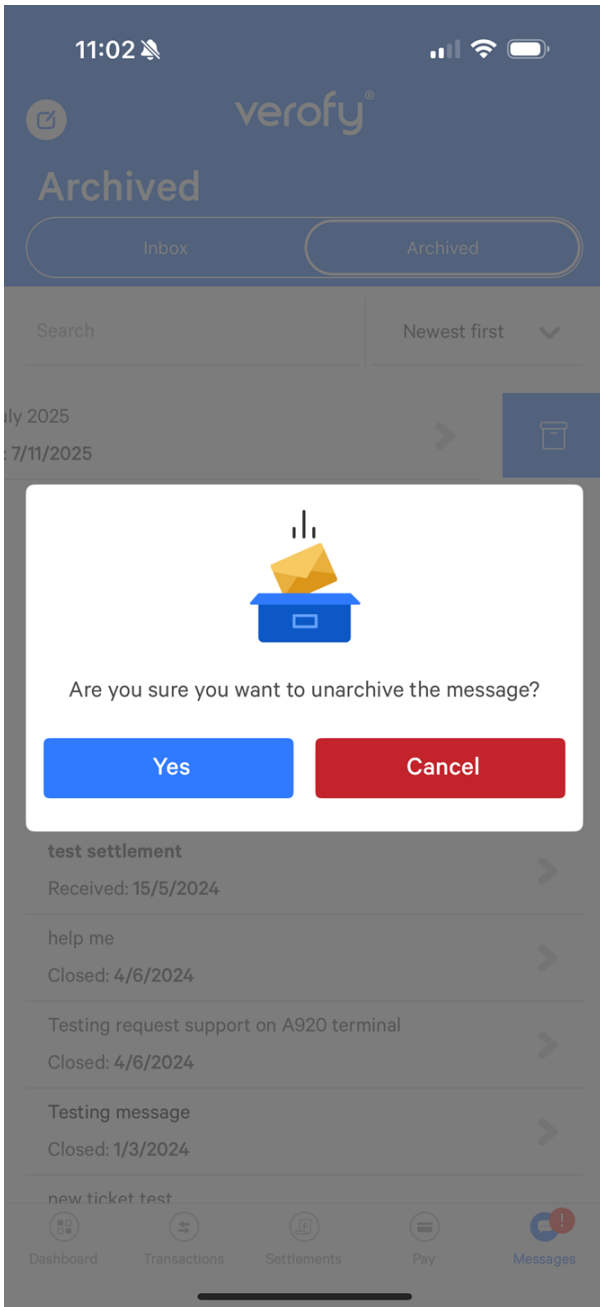 11:02
verofy®
Archived
Inbox
Archived
Search
Newest first
uly 2025
: 7/11/2025
Are you sure you want to unarchive the message?
Yes
Cancel
test settlement
Received: 15/5/2024
help me
Closed: 4/6/2024
Testing request support on A920 terminal
Closed: 4/6/2024
Testing message
Closed: 1/3/2024
new ticket test
!
Dashboard
Transactions
Settlements
Pay
Messages